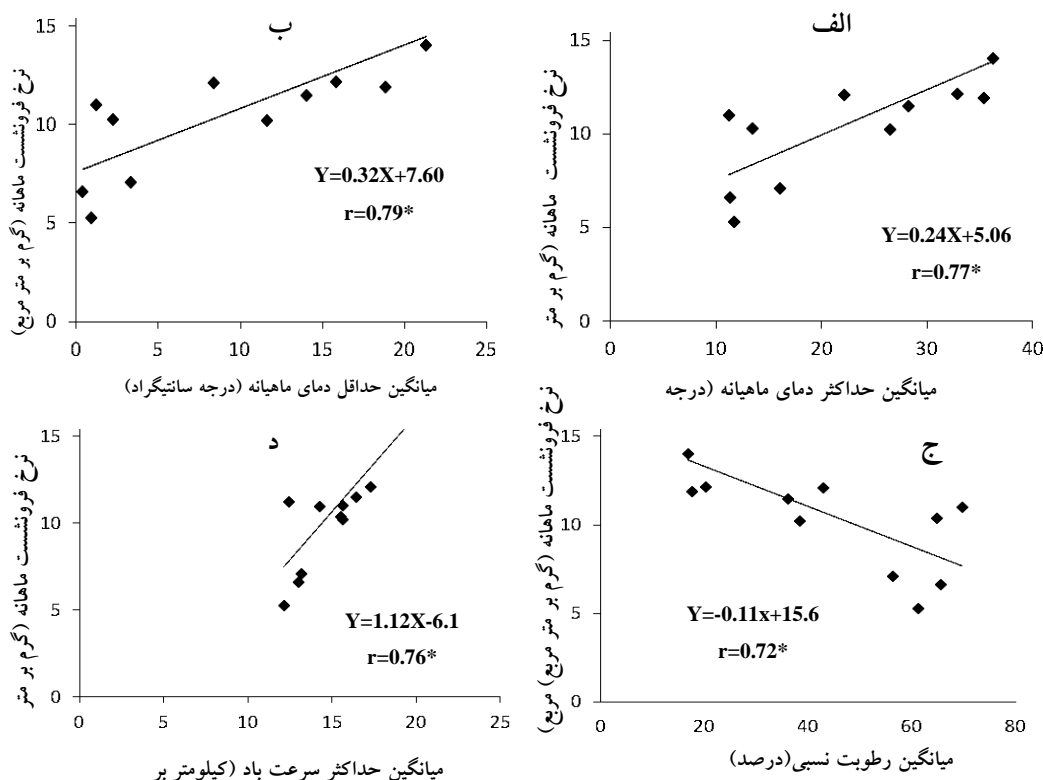 الف
نرخ فرونشست ماهانه (گرم بر متر
15
10
5
0
0 10 20 30 40
Y=0.24X+5.06
r=0.77*
میانگین حداکثر دمای ماهیانه (درجه
ب
نرخ فرونشست ماهانه (گرم بر متر مربع)
15
10
5
0
0 5 10 15 20 25
Y=0.32X+7.60
r=0.79*
میانگین حداقل دمای ماهیانه (درجه سانتیگراد)
ج
نرخ فرونشست ماهانه (گرم بر متر مربع) مربع)
15
10
5
0
0 20 40 60 80
Y=-0.11x+15.6
r=0.72*
میانگین رطوبت نسبی(درصد)
د
نرخ فرونشست ماهانه (گرم بر متر
15
10
5
0
0 5 10 15 20 25
Y=1.12X-6.1
r=0.76*
میانگین حداکثر سرعت باد (کیلومتر بر